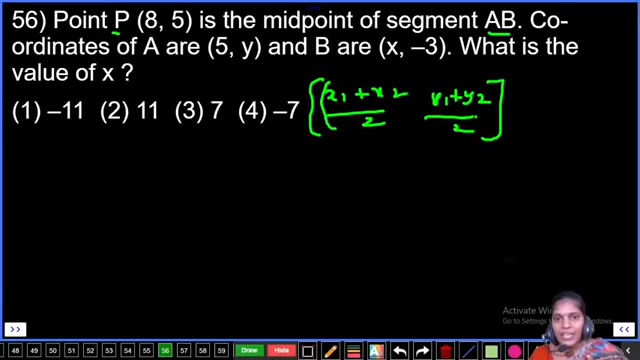 56) Point P (8, 5) is the midpoint of segment AB. Co-
ordinates of A are (5, y) and B are (x, –3). What is the
value of x ?
(1) –11 (2) 11 (3) 7 (4) –7 [(x1 + x2 / 2 y1 + y2 / 2]
Activate Windows
Go to Settings to activate Windows.
>> 48 49 50 51 52 53 54 55 56 57 58 59 Draw Hide <<